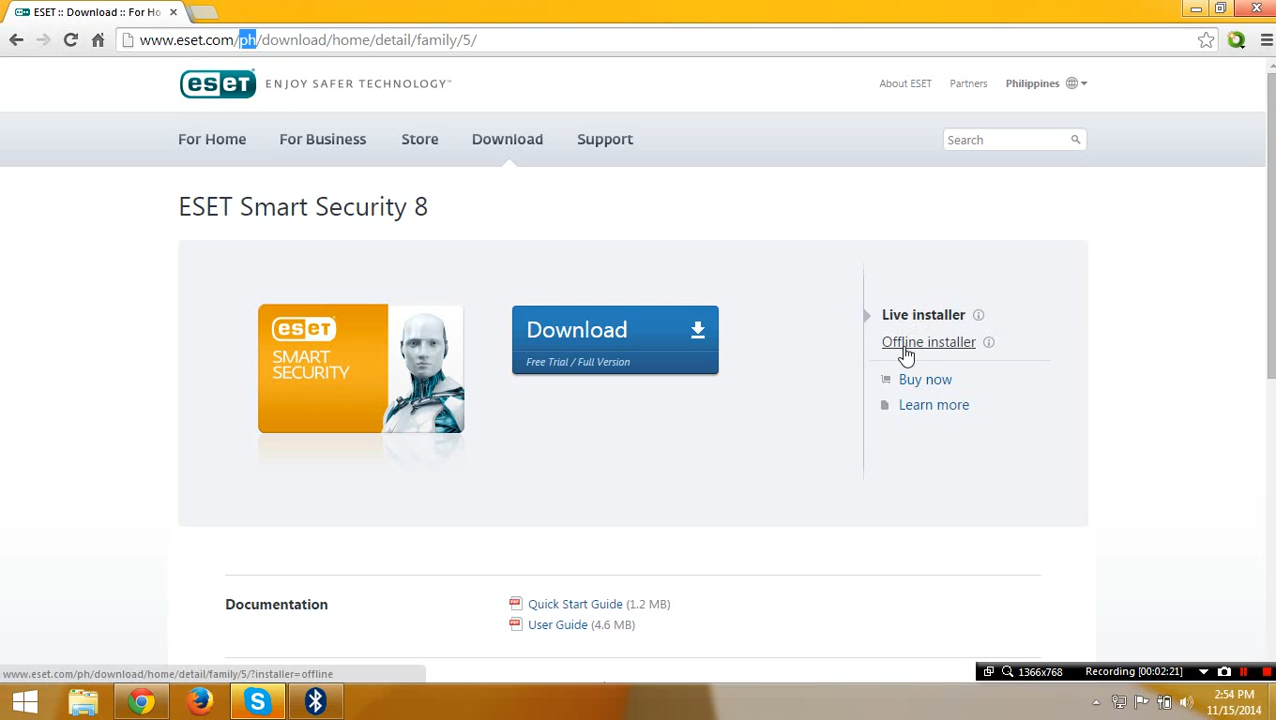 ESET :: Download :: For Ho
www.eset.com/ph/download/home/detail/family/5/
eset ENJOY SAFER TECHNOLOGY™
About ESET Partners Philippines
For Home For Business Store Download Support Search
ESET Smart Security 8
eset
SMART
SECURITY
Download
Free Trial / Full Version
Live installer
Offline installer
Buy now
Learn more
Documentation
Quick Start Guide (1.2 MB)
User Guide (4.6 MB)
www.eset.com/ph/download/home/detail/family/5/?installer=offline
1366x768 Recording [00:02:21]
2:54 PM
11/15/2014